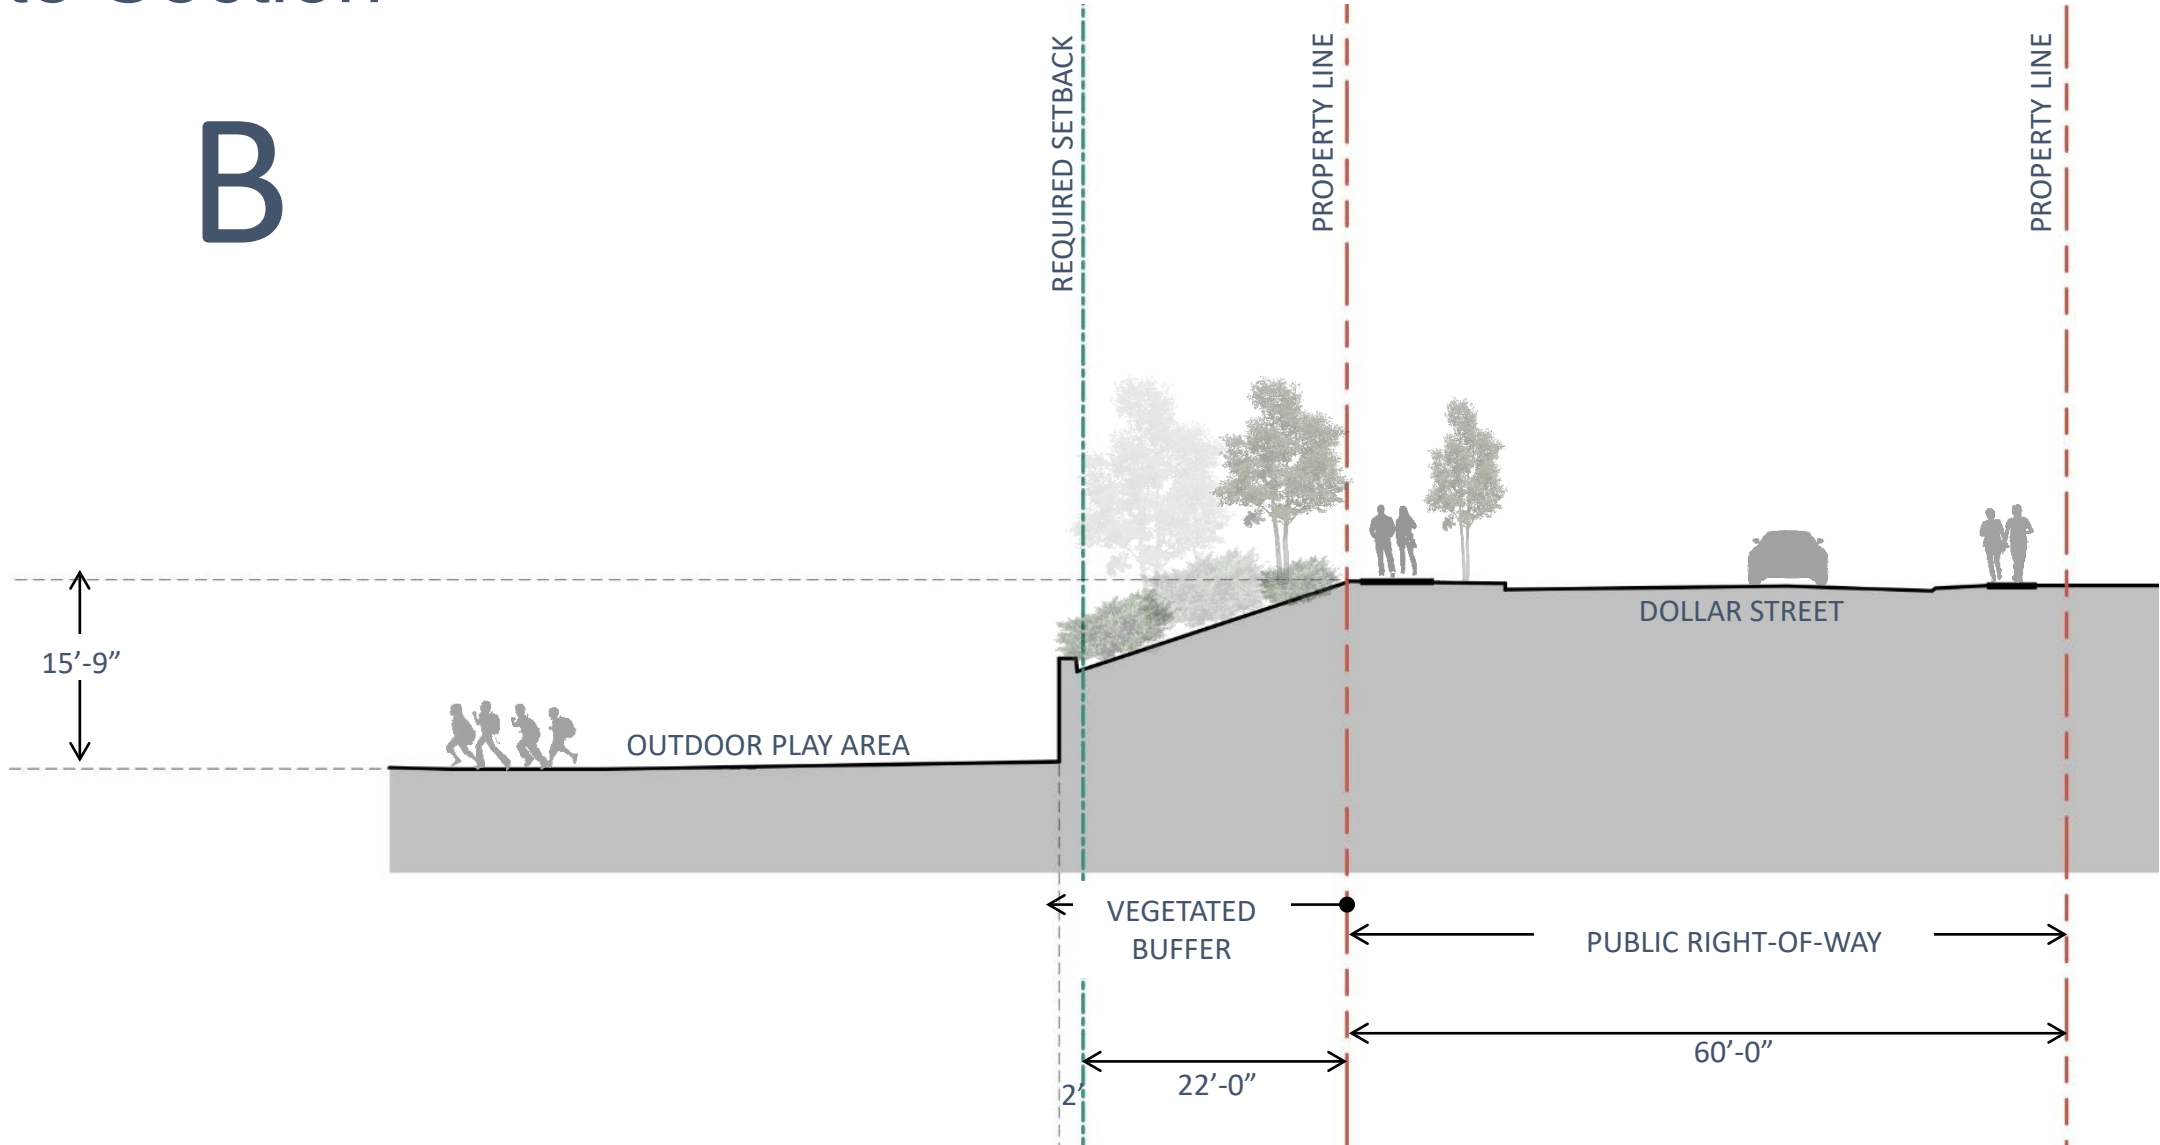 B
REQUIRED SETBACK
PROPERTY LINE
PROPERTY LINE
15’-9”
OUTDOOR PLAY AREA
DOLLAR STREET
VEGETATED
BUFFER
PUBLIC RIGHT-OF-WAY
2’
22’-0”
60’-0”